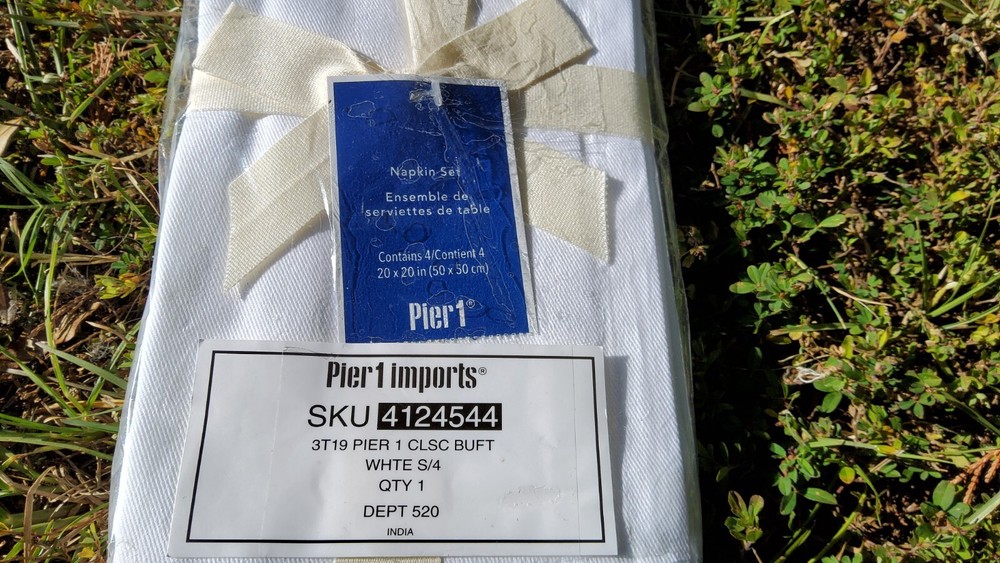 Napkin Set
Ensemble de
serviettes de table
Contains 4/Contient 4
20 x 20 in (50 x 50 cm)
Pier1®
Pier1 imports®
SKU 4124544
3T19 PIER 1 CLSC BUFT
WHTE S/4
QTY 1
DEPT 520
INDIA